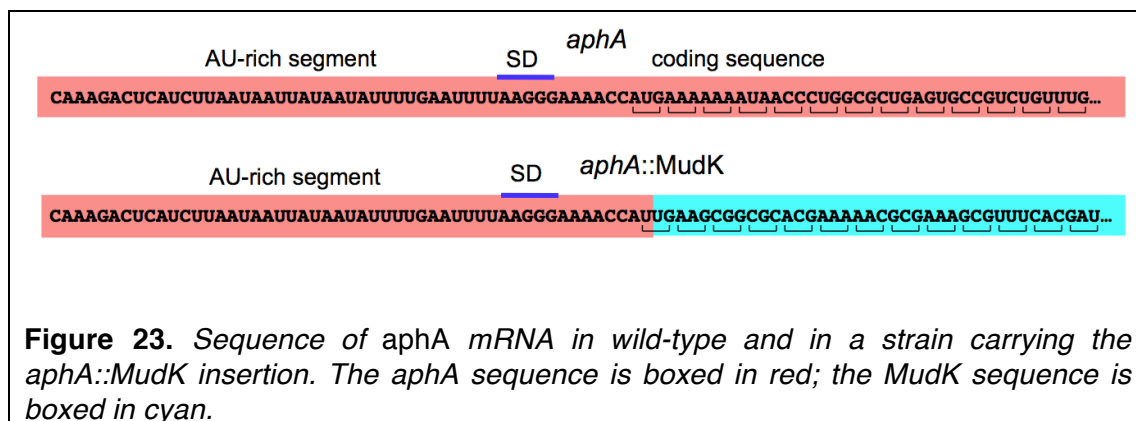 aphA
AU-rich segment SD coding sequence
CAAAGACUCAUCUUAAUAAUUAUAAUAUUUUGAAUUUUAAGGGAAAACCAUGAAAAAAAUAACCCUGGCGCUGAGUGCCGUCUGUUUG...
aphA::MudK
AU-rich segment SD
CAAAGACUCAUCUUAAUAAUUAUAAUAUUUUGAAUUUUAAGGGAAAACCAUUGAAGCGGCGCACGAAAAACGCGAAAGCGUUUCACGAU...
Figure 23. Sequence of aphA mRNA in wild-type and in a strain carrying the
aphA::MudK insertion. The aphA sequence is boxed in red; the MudK sequence is
boxed in cyan.